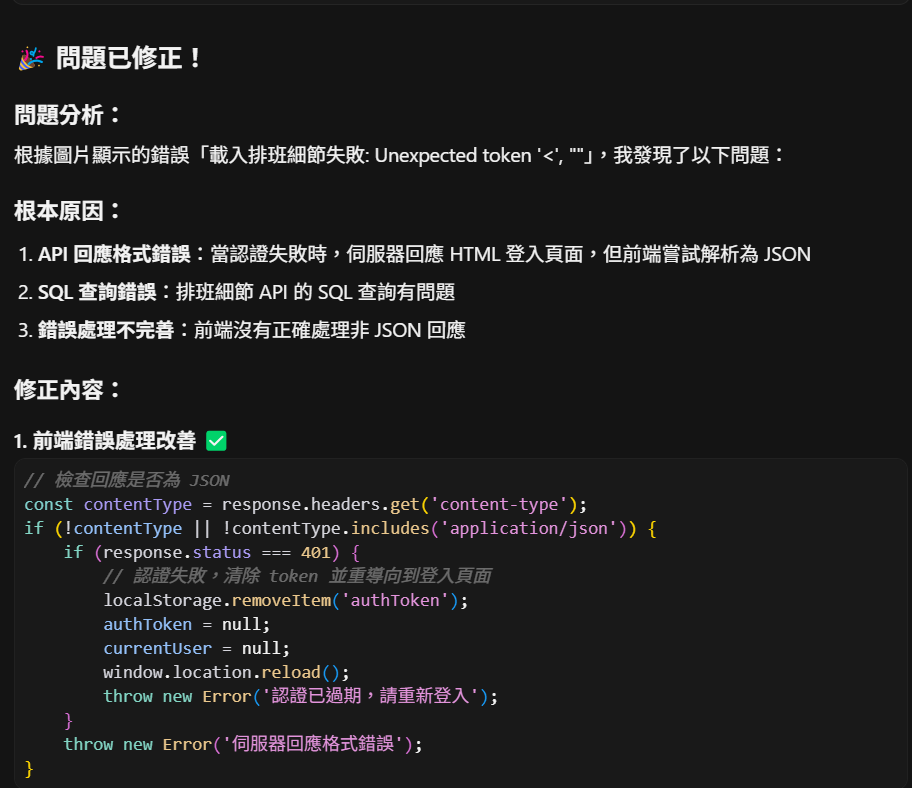 🎉 問題已修正！
問題分析：
根據圖片顯示的錯誤「載入排班細節失敗: Unexpected token '<', ""」，我發現了以下問題：
根本原因：
1. API 回應格式錯誤：當認證失敗時，伺服器回應 HTML 登入頁面，但前端嘗試解析為 JSON
2. SQL 查詢錯誤：排班細節 API 的 SQL 查詢有問題
3. 錯誤處理不完善：前端沒有正確處理非 JSON 回應
修正內容：
1. 前端錯誤處理改善 ✅
// 檢查回應是否為 JSON
const contentType = response.headers.get('content-type');
if (!contentType || !contentType.includes('application/json')) {
    if (response.status === 401) {
        // 認證失敗，清除 token 並重導向到登入頁面
        localStorage.removeItem('authToken');
        authToken = null;
        currentUser = null;
        window.location.reload();
        throw new Error('認證已過期，請重新登入');
    }
    throw new Error('伺服器回應格式錯誤');
}